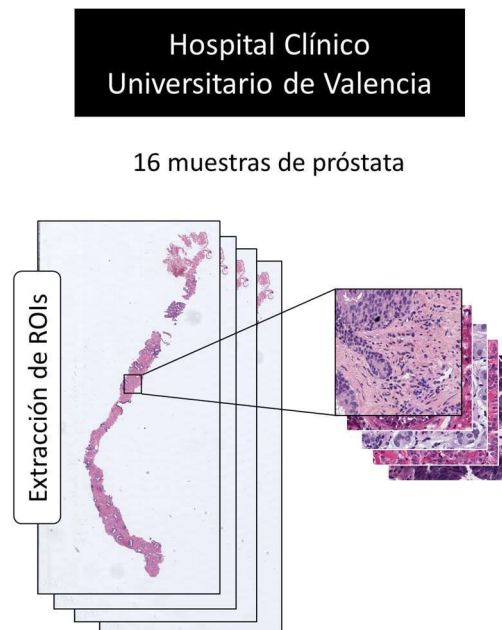 Hospital Clínico
Universitario de Valencia
16 muestras de próstata
Extracción de ROIs